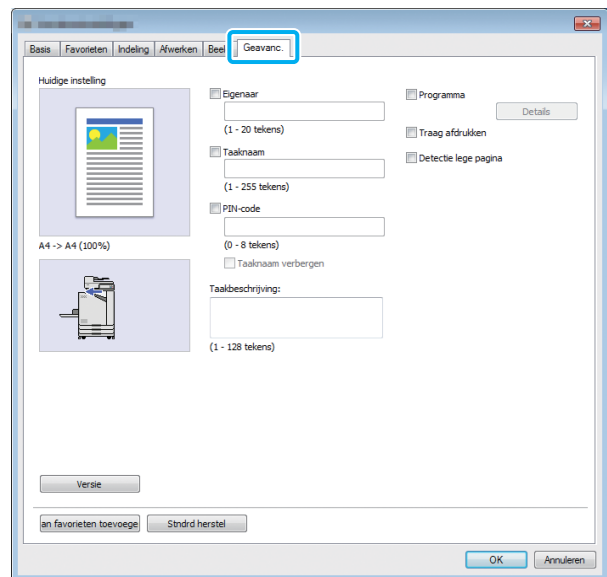 Basis Favorieten Indeling Afwerken Beel Geavanc.
Huidige instelling
A4 -> A4 (100%)
Eigenaar
(1 - 20 tekens)
Taaknaam
(1 - 255 tekens)
PIN-code
(0 - 8 tekens)
Taaknaam verbergen
Taakbeschrijving:
(1 - 128 tekens)
Programma
Details
Traag afdrukken
Detectie lege pagina
Versie
an favorieten toevoege Stndrd herstel
OK Annuleren